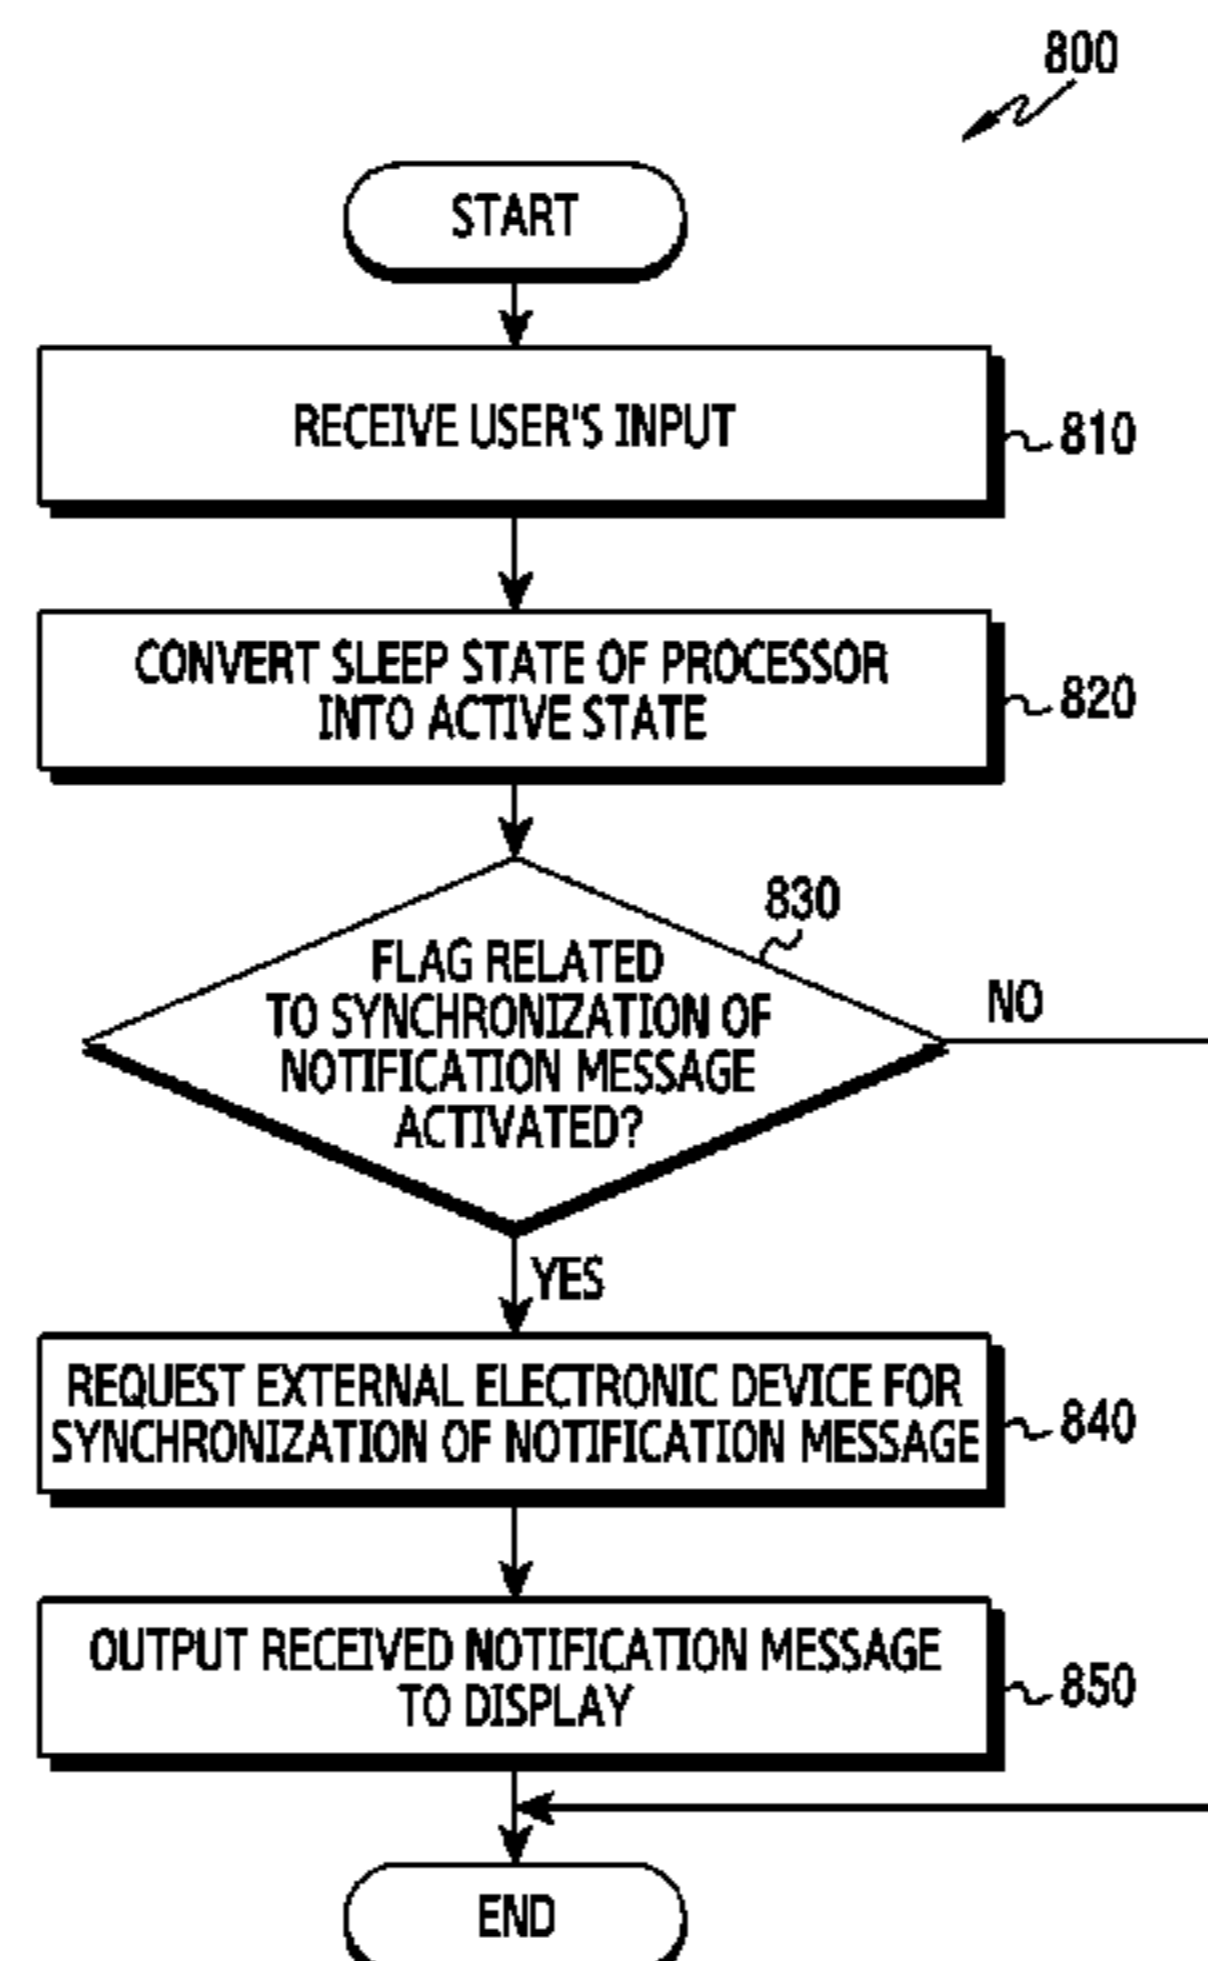 800
START
RECEIVE USER'S INPUT
810
CONVERT SLEEP STATE OF PROCESSOR
INTO ACTIVE STATE
820
830
FLAG RELATED
TO SYNCHRONIZATION OF
NOTIFICATION MESSAGE
ACTIVATED?
NO
YES
REQUEST EXTERNAL ELECTRONIC DEVICE FOR
SYNCHRONIZATION OF NOTIFICATION MESSAGE
840
OUTPUT RECEIVED NOTIFICATION MESSAGE
TO DISPLAY
850
END